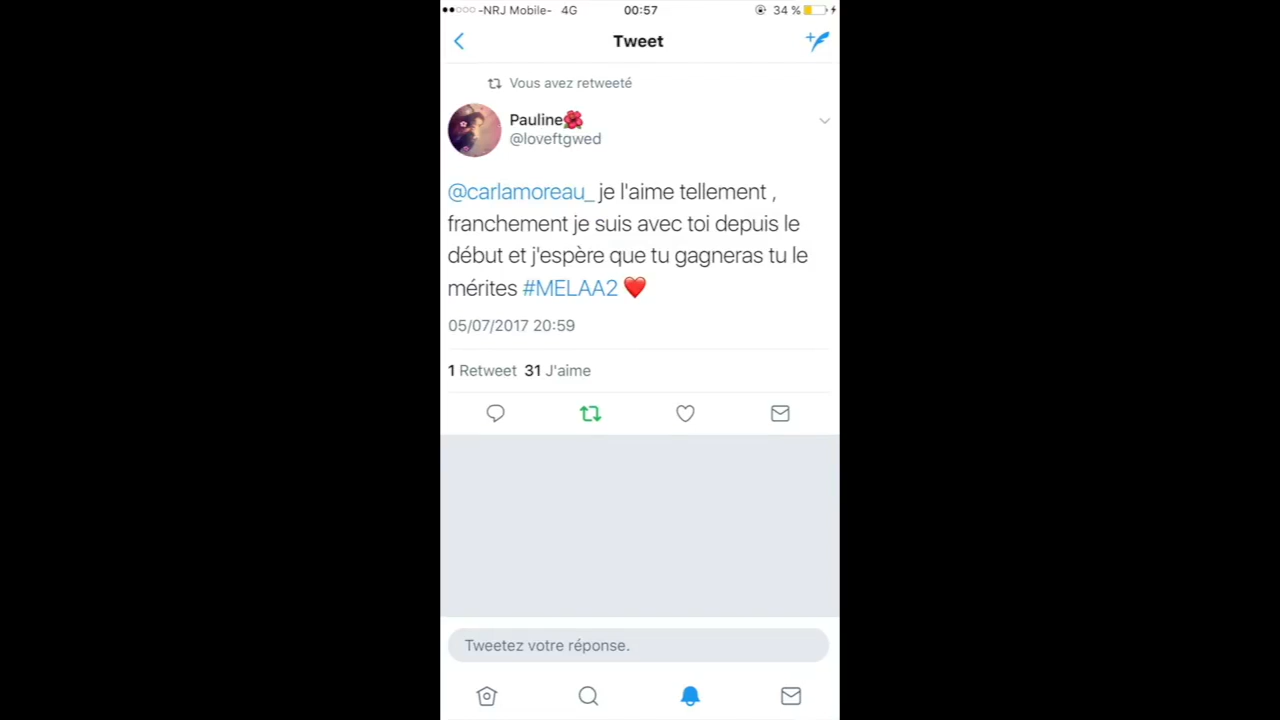 -NRJ Mobile- 4G 00:57 34 %
Tweet
Vous avez retweeté
Pauline🌺
@loveftgwed
@carlamoreau_ je l'aime tellement ,
franchement je suis avec toi depuis le
début et j'espère que tu gagneras tu le
mérites #MELAA2 ❤️
05/07/2017 20:59
1 Retweet 31 J'aime
Tweetez votre réponse.